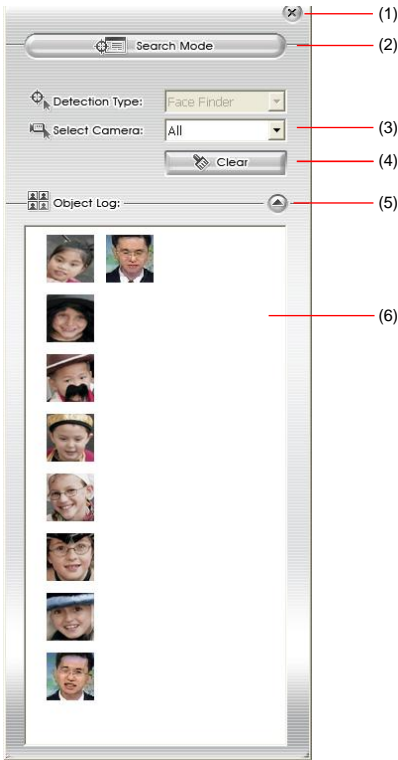 (1)
Search Mode (2)
Detection Type: Face Finder
Select Camera: All (3)
Clear (4)
Object Log: (5)
(6)